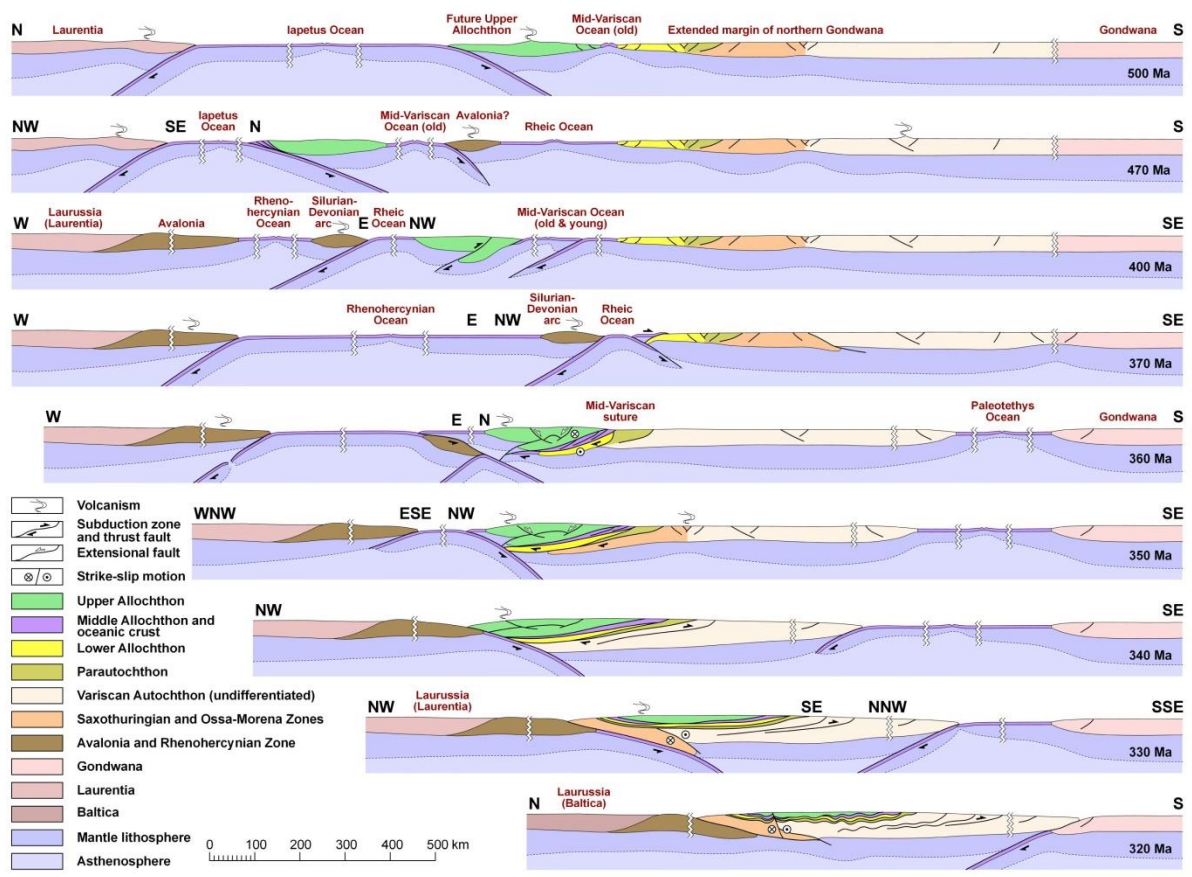 N
Laurentia
Iapetus Ocean
Future Upper
Allochthon
Mid-Variscan
Ocean (old)
Extended margin of northern Gondwana
Gondwana
S
500 Ma
NW
SE
Iapetus
Ocean
N
Mid-Variscan
Ocean (old)
Avalonia?
Rheic Ocean
S
470 Ma
W
Laurussia
(Laurentia)
Avalonia
Rheno-
hercynian
Ocean
Silurian-
Devonian
arc
E
Rheic
Ocean
NW
Mid-Variscan Ocean
(old & young)
SE
400 Ma
W
Rhenohercynian
Ocean
E
NW
Silurian-
Devonian
arc
Rheic
Ocean
SE
370 Ma
W
E
N
Mid-Variscan
suture
Paleotethys
Ocean
Gondwana
S
360 Ma
WNW
ESE
NW
SE
350 Ma
NW
SE
340 Ma
NW
Laurussia
(Laurentia)
SE
NNW
SSE
330 Ma
N
Laurussia
(Baltica)
S
320 Ma
Volcanism
Subduction zone
and thrust fault
Extensional fault
Strike-slip motion
Upper Allochthon
Middle Allochthon and
oceanic crust
Lower Allochthon
Parautochthon
Variscan Autochthon (undifferentiated)
Saxothuringian and Ossa-Morena Zones
Avalonia and Rhenohercynian Zone
Gondwana
Laurentia
Baltica
Mantle lithosphere
Asthenosphere
0 100 200 300 400 500 km